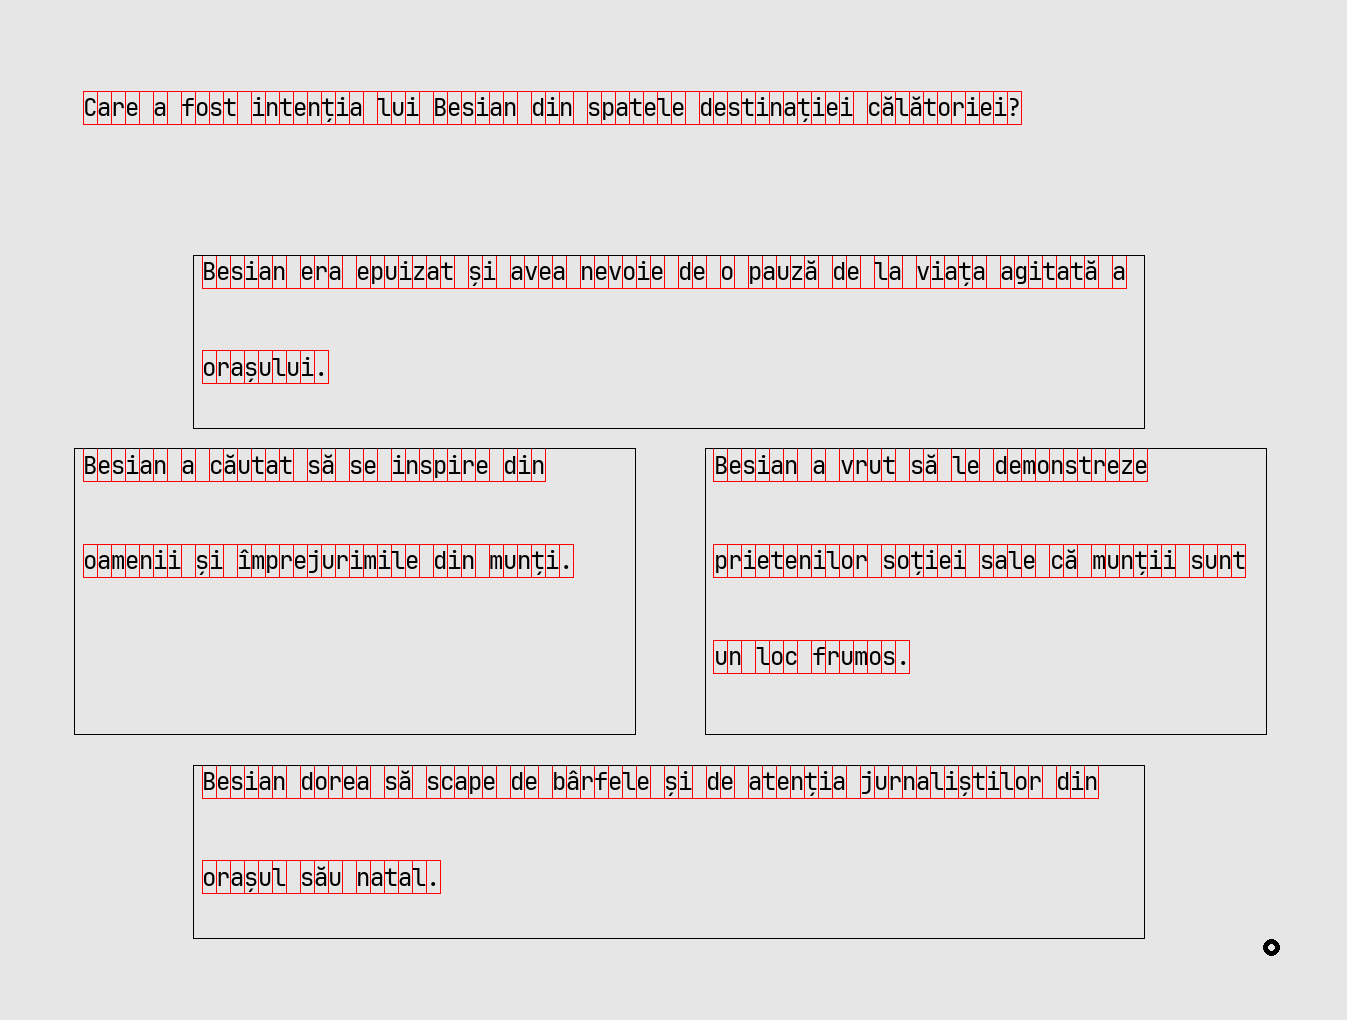 Care a fost intenția lui Besian din spatele destinației călătoriei?
Besian era epuizat și avea nevoie de o pauză de la viața agitată a
orașului.
Besian a căutat să se inspire din
oamenii și împrejurimile din munți.
Besian a vrut să le demonstreze
prietenilor soției sale că munții sunt
un loc frumos.
Besian dorea să scape de bârfele și de atenția jurnaliștilor din
orașul său natal.